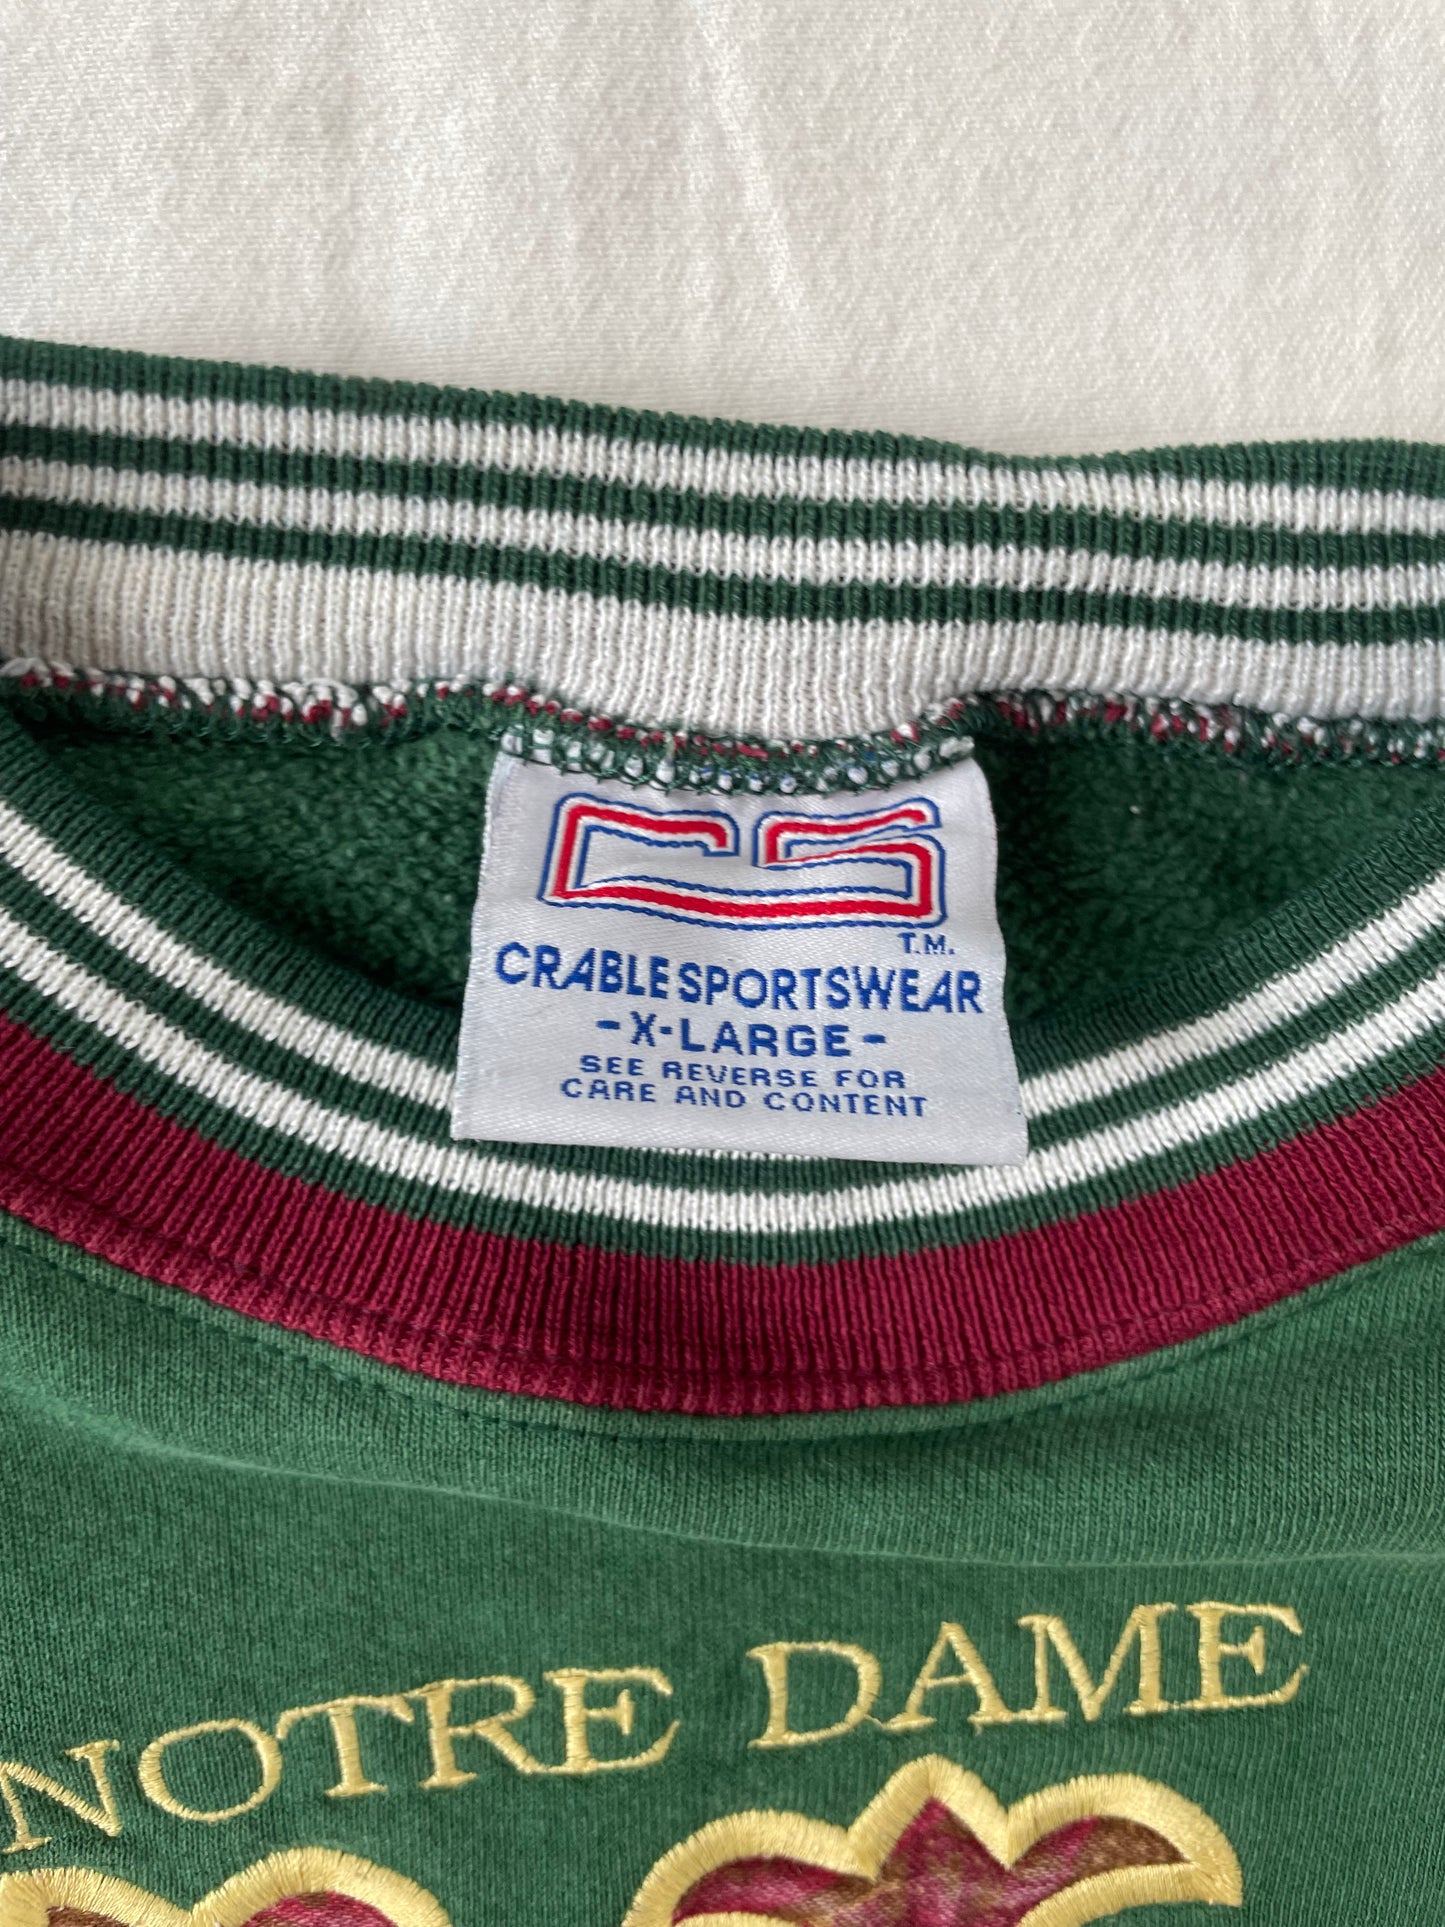 CS
T.M.
CRABLE SPORTSWEAR
-X-LARGE-
SEE REVERSE FOR
CARE AND CONTENT
NOTRE DAME